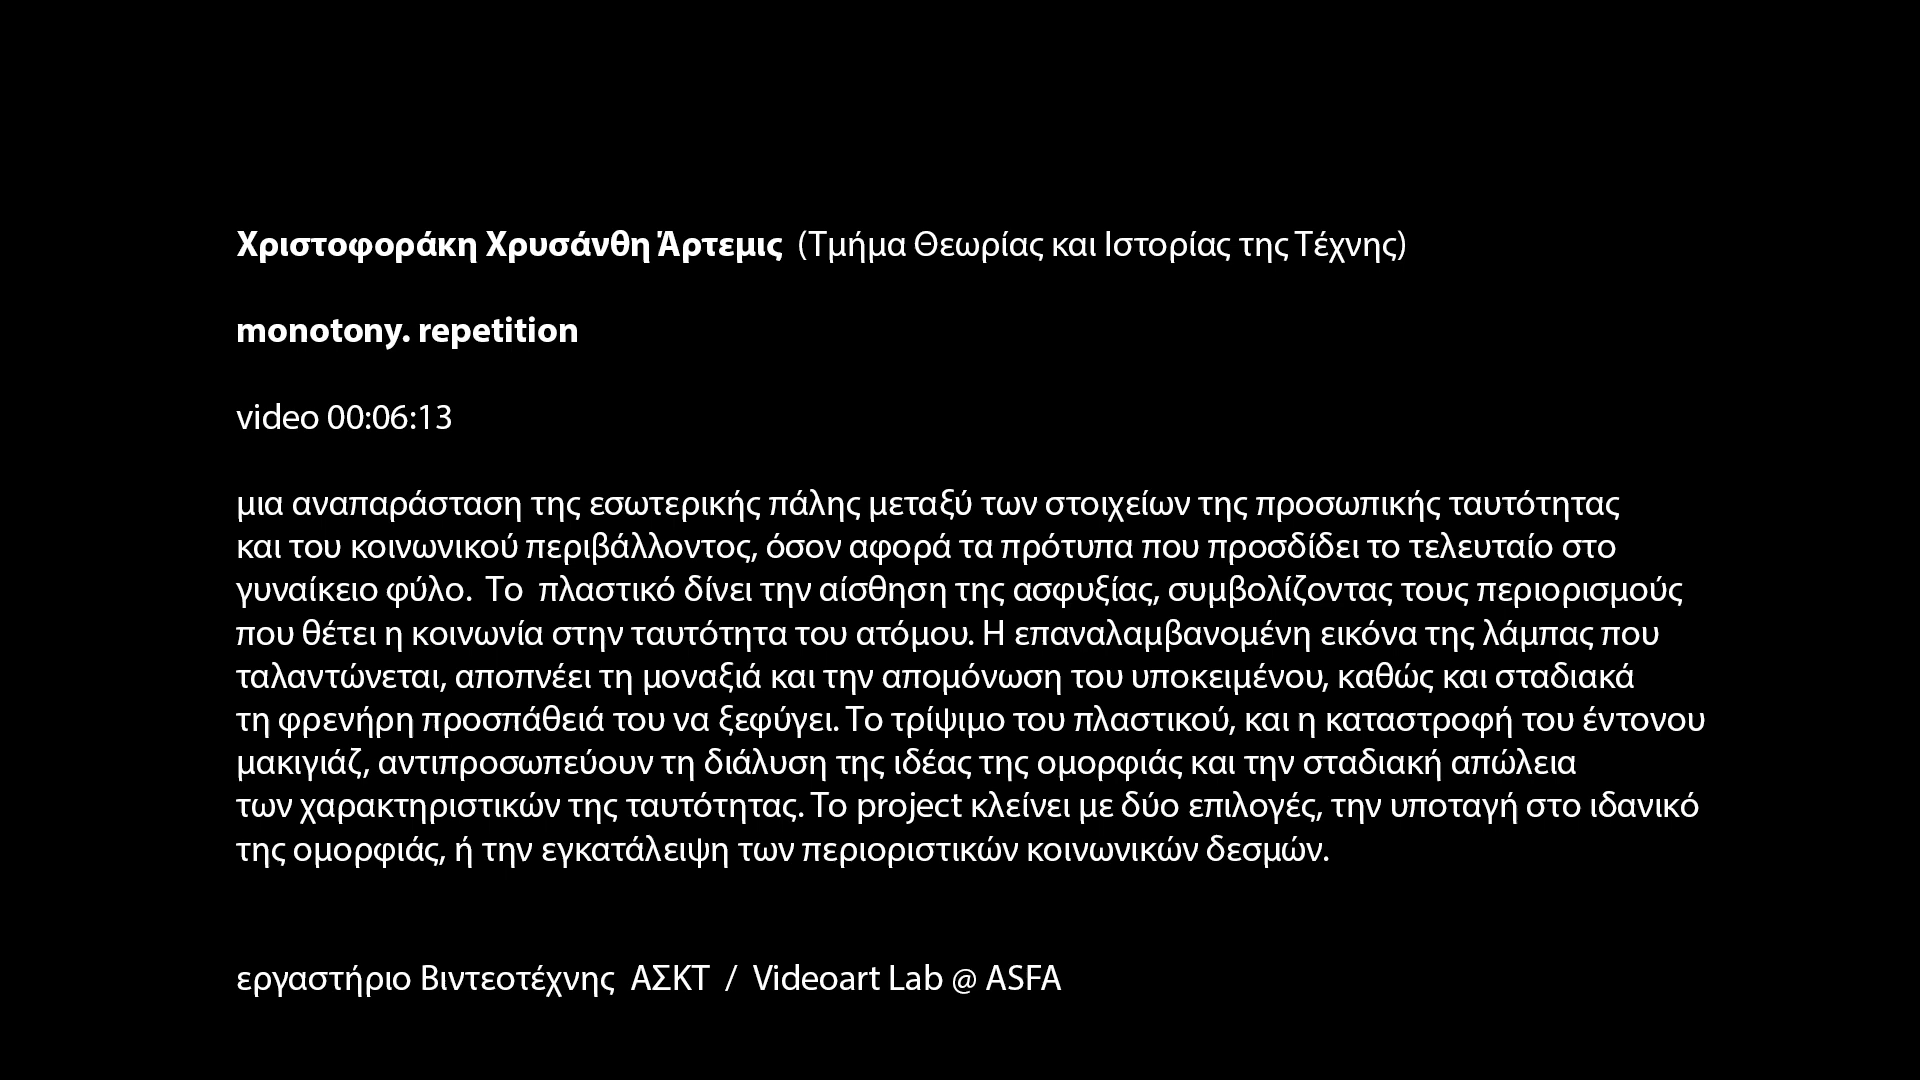 Χριστοφοράκη Χρυσάνθη Άρτεμις (Τμήμα Θεωρίας και Ιστορίας της Τέχνης)
monotony. repetition
video 00:06:13
μια αναπαράσταση της εσωτερικής πάλης μεταξύ των στοιχείων της προσωπικής ταυτότητας
και του κοινωνικού περιβάλλοντος, όσον αφορά τα πρότυπα που προσδίδει το τελευταίο στο
γυναίκειο φύλο. Το πλαστικό δίνει την αίσθηση της ασφυξίας, συμβολίζοντας τους περιορισμούς
που θέτει η κοινωνία στην ταυτότητα του ατόμου. Η επαναλαμβανομένη εικόνα της λάμπας που
ταλαντώνεται, αποπνέει τη μοναξιά και την απομόνωση του υποκειμένου, καθώς και σταδιακά
τη φρενήρη προσπάθειά του να ξεφύγει. Το τρίψιμο του πλαστικού, και η καταστροφή του έντονου
μακιγιάζ, αντιπροσωπεύουν τη διάλυση της ιδέας της ομορφιάς και την σταδιακή απώλεια
των χαρακτηριστικών της ταυτότητας. Το project κλείνει με δύο επιλογές, την υποταγή στο ιδανικό
της ομορφιάς, ή την εγκατάλειψη των περιοριστικών κοινωνικών δεσμών.
εργαστήριο Βιντεοτέχνης ΑΣΚΤ / Videoart Lab @ ASFA